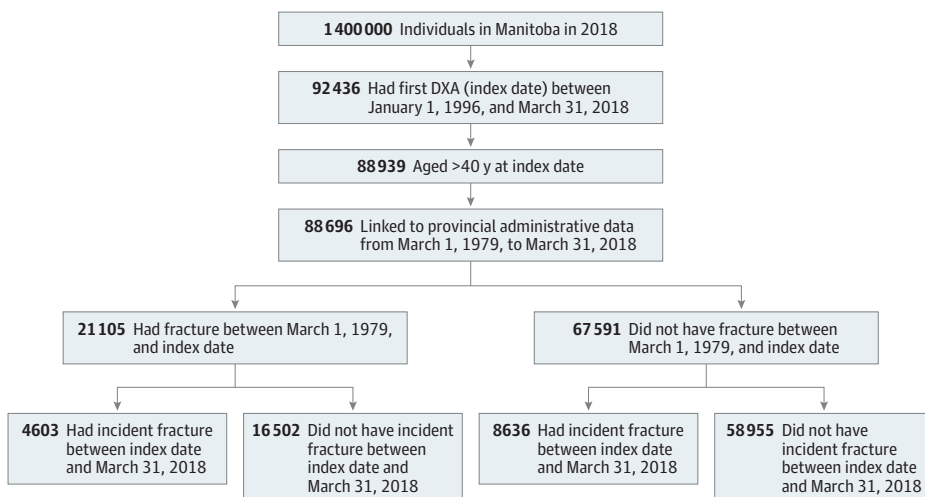 1400000 Individuals in Manitoba in 2018
92436 Had first DXA (index date) between
January 1, 1996, and March 31, 2018
88939 Aged >40 y at index date
88696 Linked to provincial administrative data
from March 1, 1979, to March 31, 2018
21105 Had fracture between March 1, 1979,
and index date
67591 Did not have fracture between
March 1, 1979, and index date
4603 Had incident fracture
between index date
and March 31, 2018
16502 Did not have incident
fracture between
index date and
March 31, 2018
8636 Had incident fracture
between index date
and March 31, 2018
58955 Did not have
incident fracture
between index date
and March 31, 2018